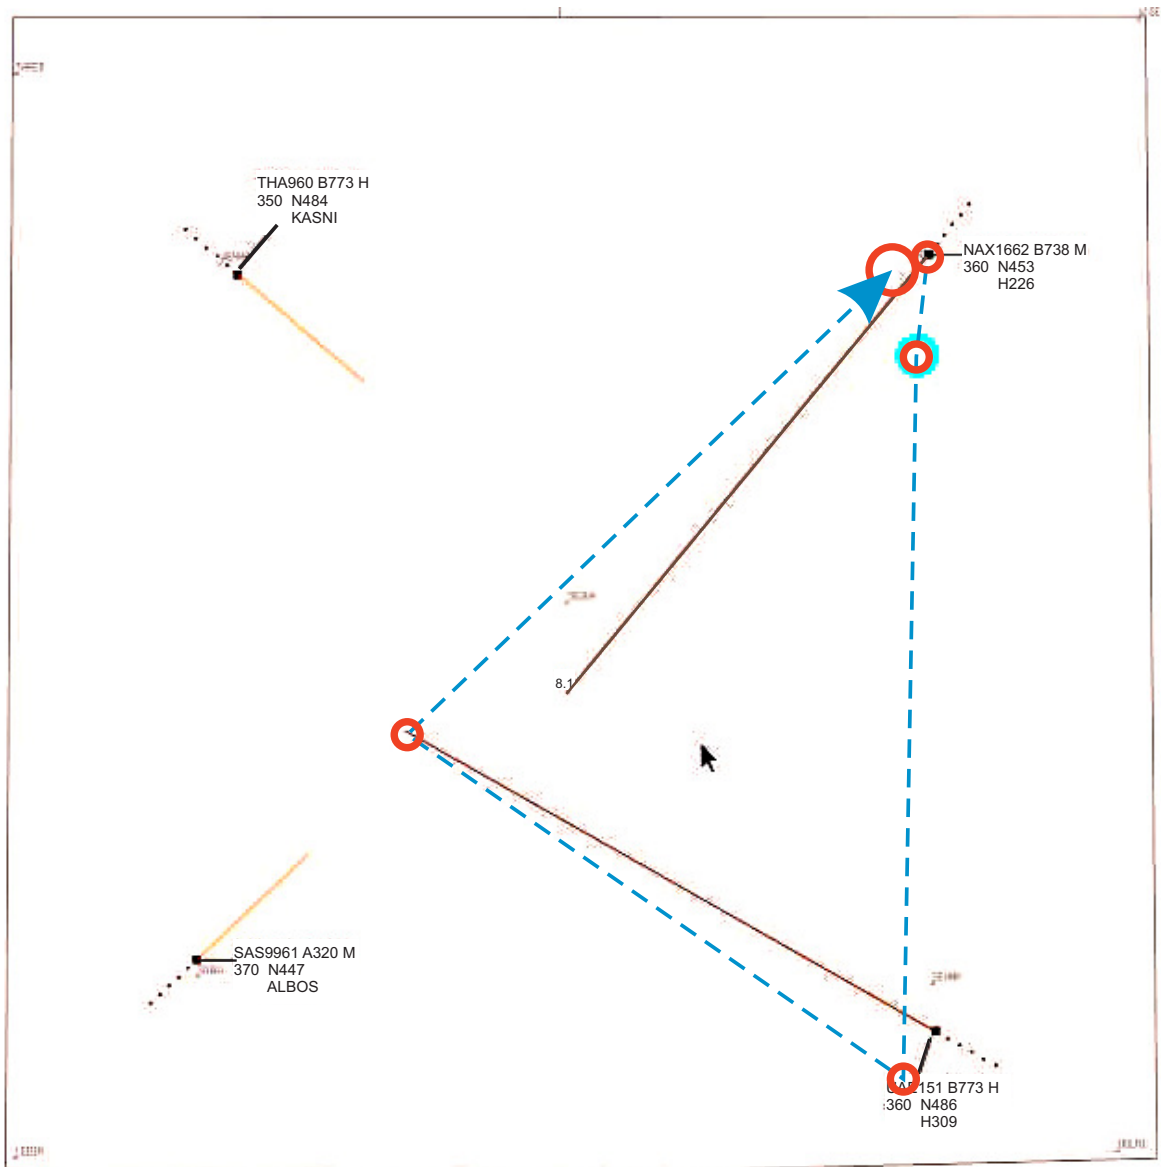 THA960 B773 H
350 N484
KASNI
NAX1662 B738 M
360 N453
H226
8.1
SAS9961 A320 M
370 N447
ALBOS
UAE151 B773 H
360 N486
H309